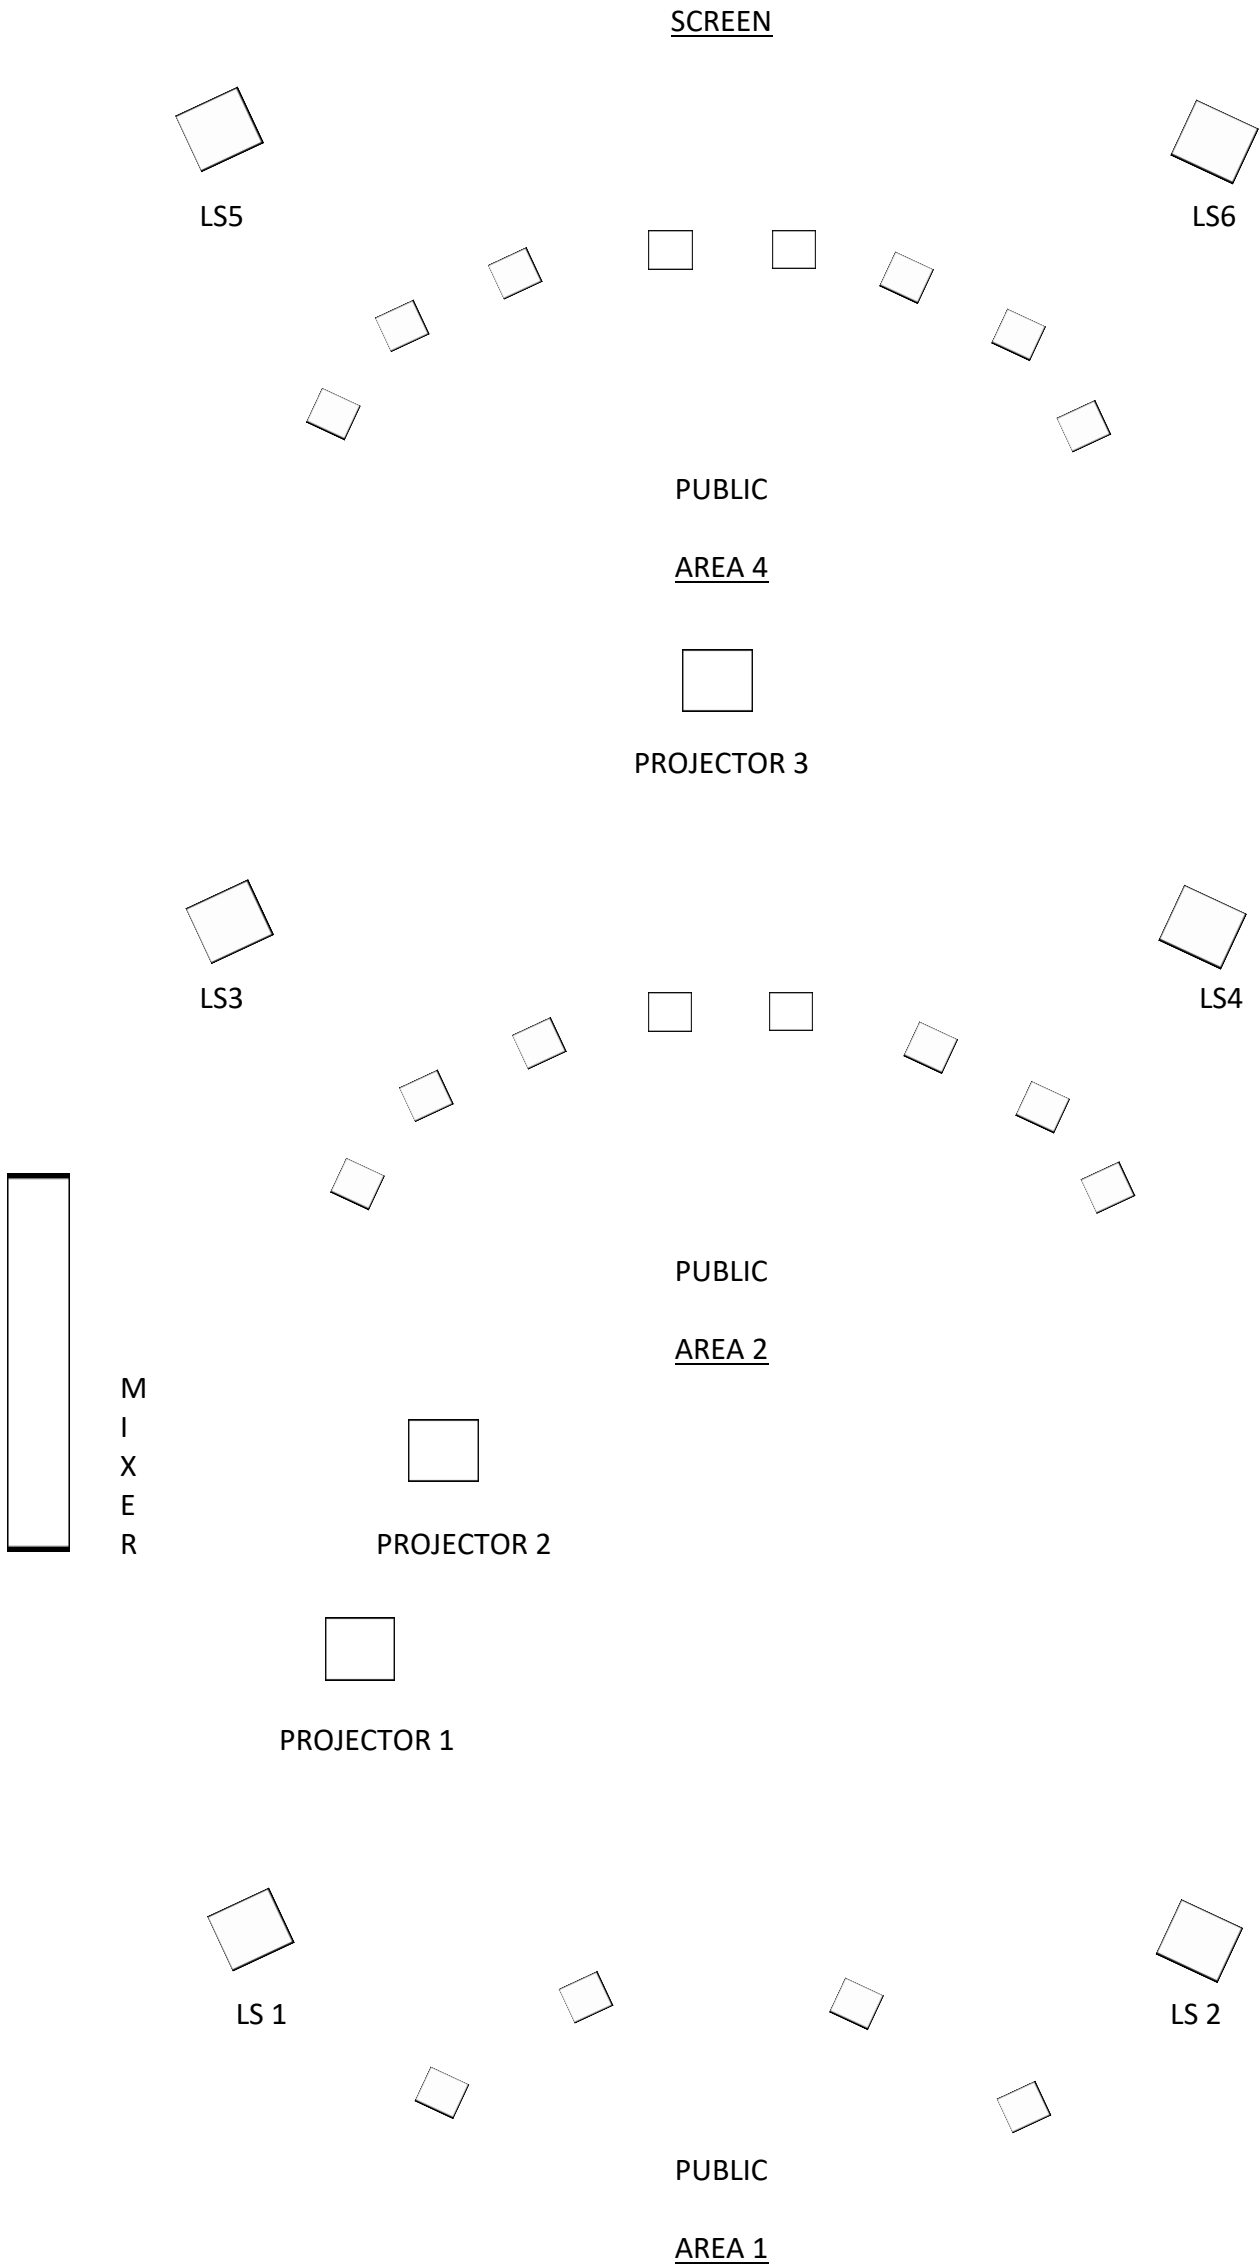 SCREEN
LS5
LS6
PUBLIC
AREA 4
PROJECTOR 3
LS3
LS4
PUBLIC
AREA 2
M
I
X
E
R
PROJECTOR 2
PROJECTOR 1
LS 1
LS 2
PUBLIC
AREA 1